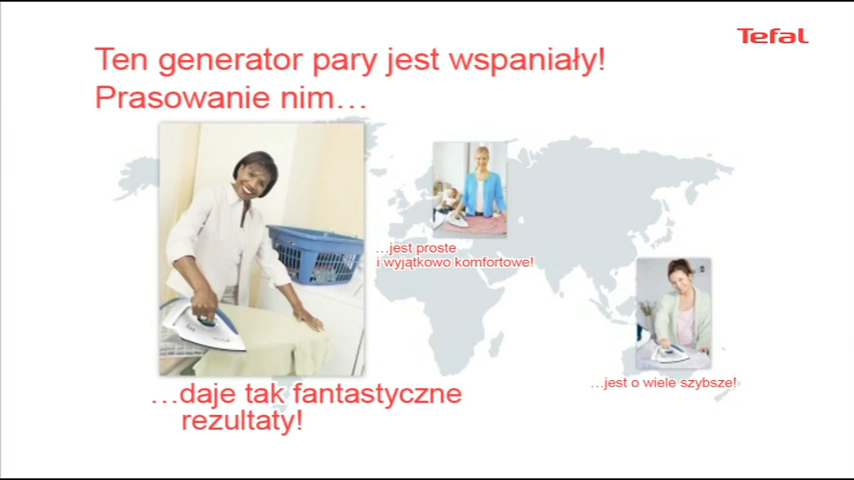 Tefal
Ten generator pary jest wspaniały!
Prasowanie nim…
…jest proste
i wyjątkowo komfortowe!
…jest o wiele szybsze!
…daje tak fantastyczne
rezultaty!